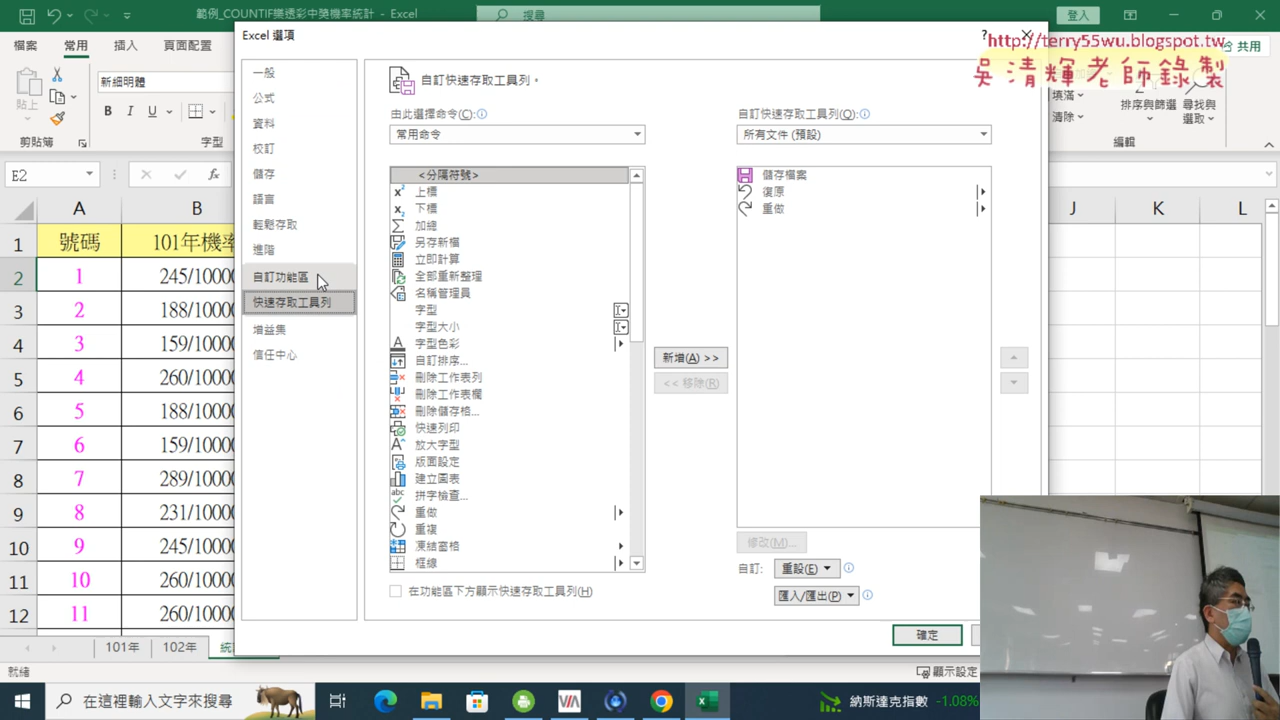 範例_COUNTIF樂透彩中獎機率統計 - Excel
搜尋
登入
檔案
常用
插入
頁面配置
共用
http://terry55wu.blogspot.tw
吳清輝老師錄製
貼上
新細明體
B I U
剪貼簿
字型
填滿
清除
排序與篩選
尋找與
選取
編輯
E2
fx
Excel 選項
?
一般
公式
資料
校訂
儲存
語言
輕鬆存取
進階
自訂功能區
快速存取工具列
增益集
信任中心
自訂快速存取工具列。
由此選擇命令(C):
常用命令
<分隔符號>
上標
下標
加總
另存新檔
立即計算
全部重新整理
名稱管理員
字型
字型大小
字型色彩
自訂排序...
刪除工作表列
刪除工作表欄
刪除儲存格...
快速列印
放大字型
版面設定
建立圖表
拼字檢查...
重做
重複
凍結窗格
框線
在功能區下方顯示快速存取工具列(H)
新增(A) >>
<< 移除(R)
自訂快速存取工具列(Q):
所有文件 (預設)
儲存檔案
復原
重做
修改(M)...
自訂:
重設(E)
匯入/匯出(P)
確定
A B J K L
1 號碼 101年機率
2 1 245/10000
3 2 188/1000
4 3 159/1000
5 4 260/1000
6 5 188/1000
7 6 159/1000
8 7 289/1000
9 8 231/1000
10 9 245/1000
11 10 260/1000
12 11 260/1000
101年
102年
就緒
顯示設定
在這裡輸入文字來搜尋
納斯達克指數 -1.08%